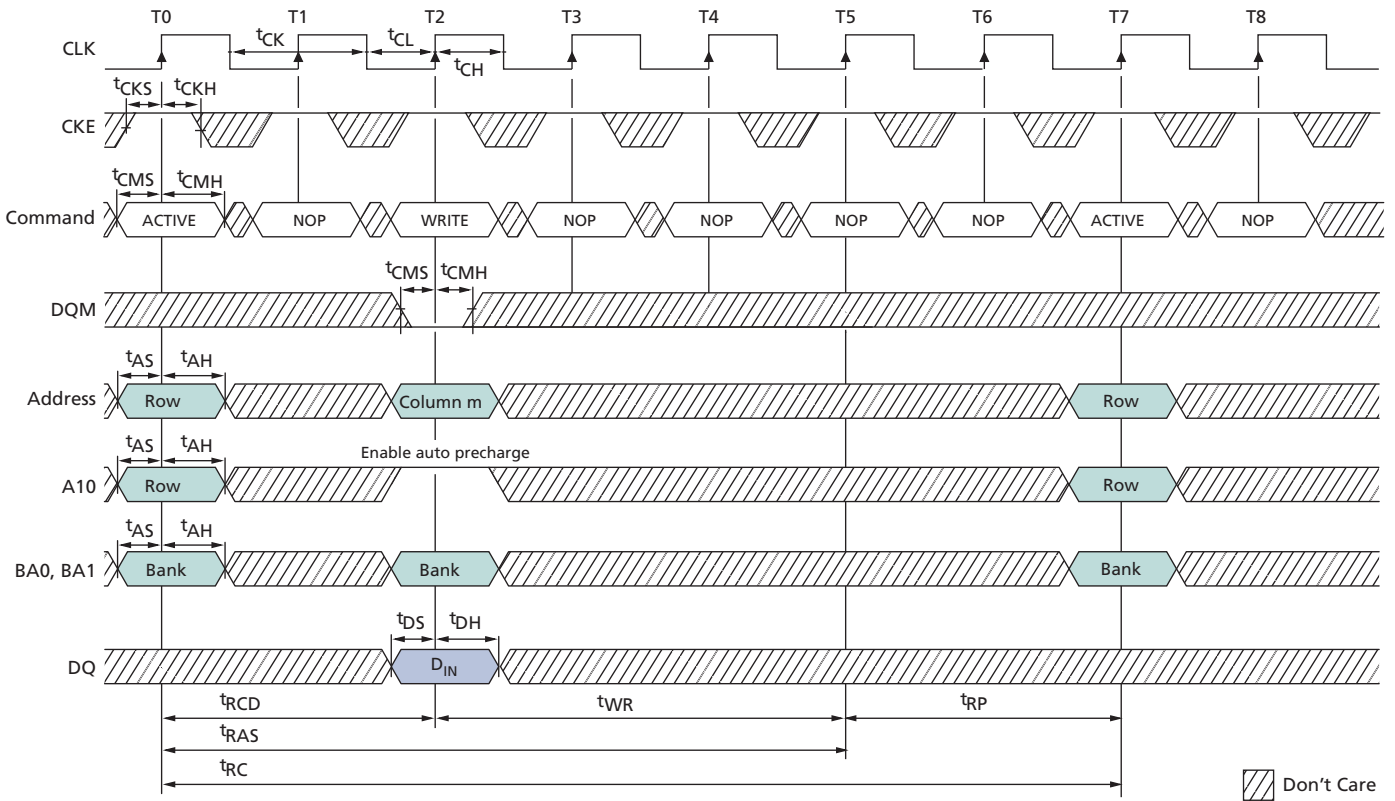 T0 T1 T2 T3 T4 T5 T6 T7 T8
CLK
tCK tCL
tCH
tCKS tCKH
CKE
tCMS tCMH
Command ACTIVE NOP WRITE NOP NOP NOP NOP ACTIVE NOP
tCMS tCMH
DQM
tAS tAH
Address Row Column m Row
tAS tAH Enable auto precharge
A10 Row Row
tAS tAH
BA0, BA1 Bank Bank Bank
tDS tDH
DQ DIN
tRCD tWR tRP
tRAS
tRC
Don't Care